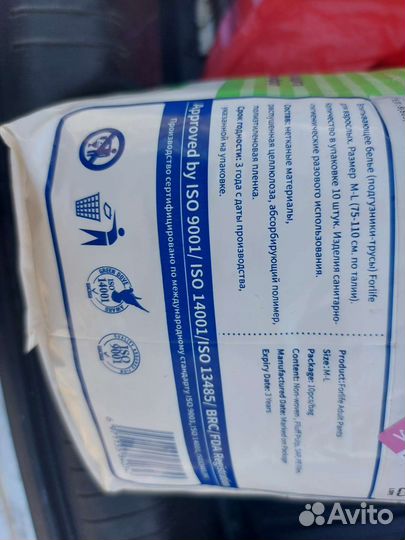 Впитывающее белье (подгузники-трусы) Forlife
для взрослых. Размер M-L (75-110 см. по талии).
Количество в упаковке 10 штук. Изделия санитарно-
гигиенические разового использования.
Состав: нетканые материалы,
распушенная целлюлоза, абсорбирующий полимер,
полиэтиленовая пленка.
Срок годности: 3 года с даты производства,
указанной на упаковке.
Product: Forlife Adult Pants
Size: M-L
Package: 10pcs/bag
Content: Non-woven, Fluff Pulp, SAP, PE film
Manufactured Date: Marked on Package
Expiry Date: 3 Years
Approved by ISO 9001/ ISO 14001/ISO 13485/ BRC/FDA
Производство сертифицировано по международному стандарту ISO 9001,
ISO
14001
ISO
Avito